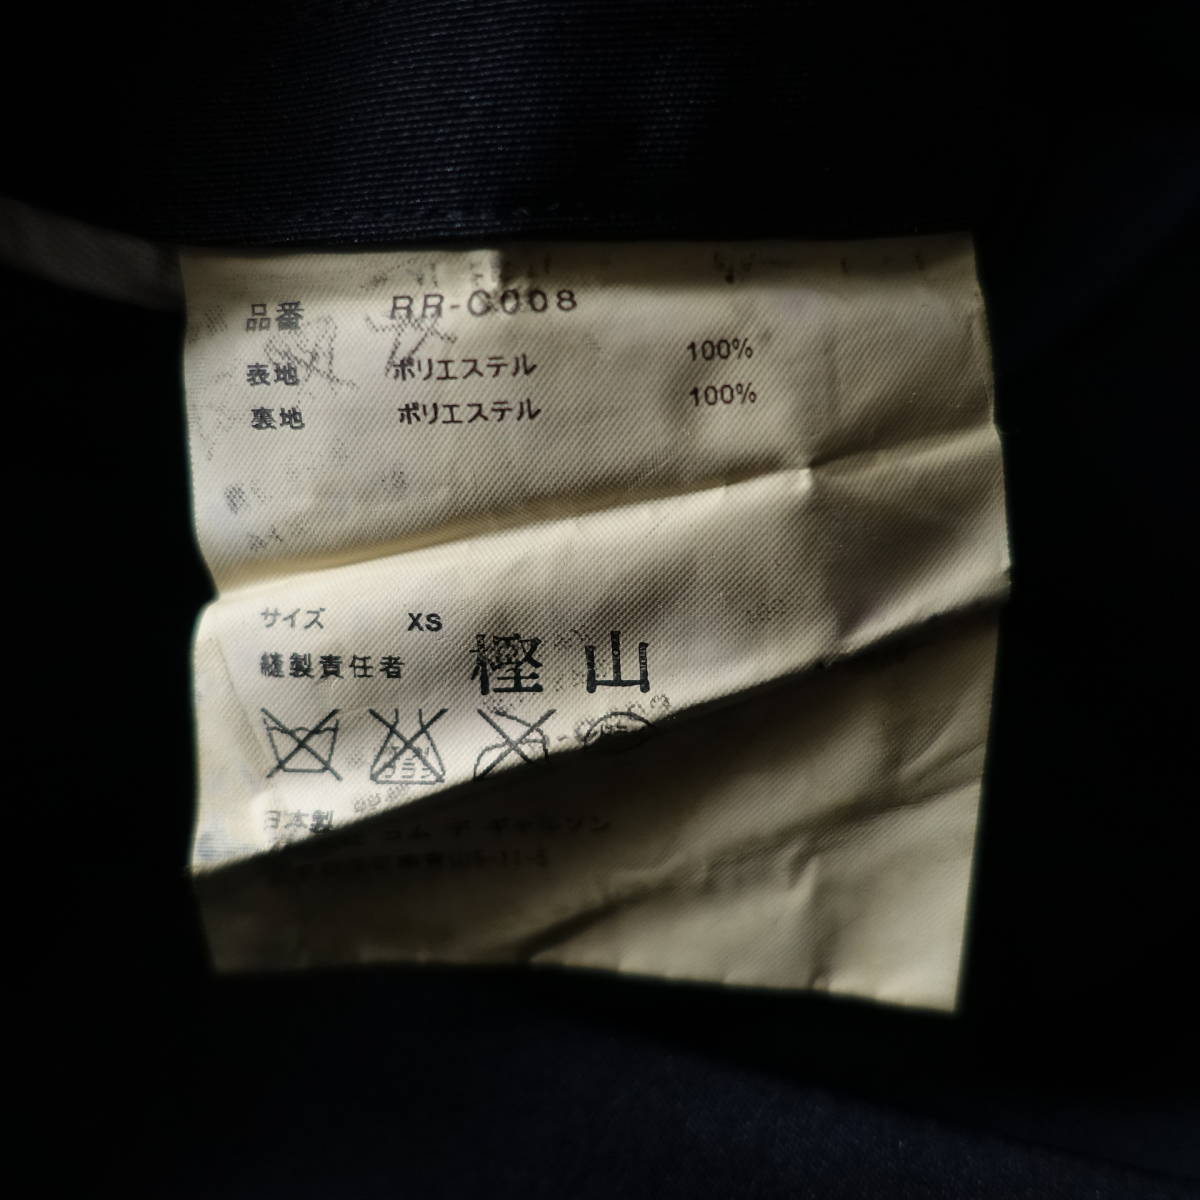 品番 RR-C008
表地 ポリエステル 100%
裏地 ポリエステル 100%
サイズ XS
縫製責任者 樫山
日本製